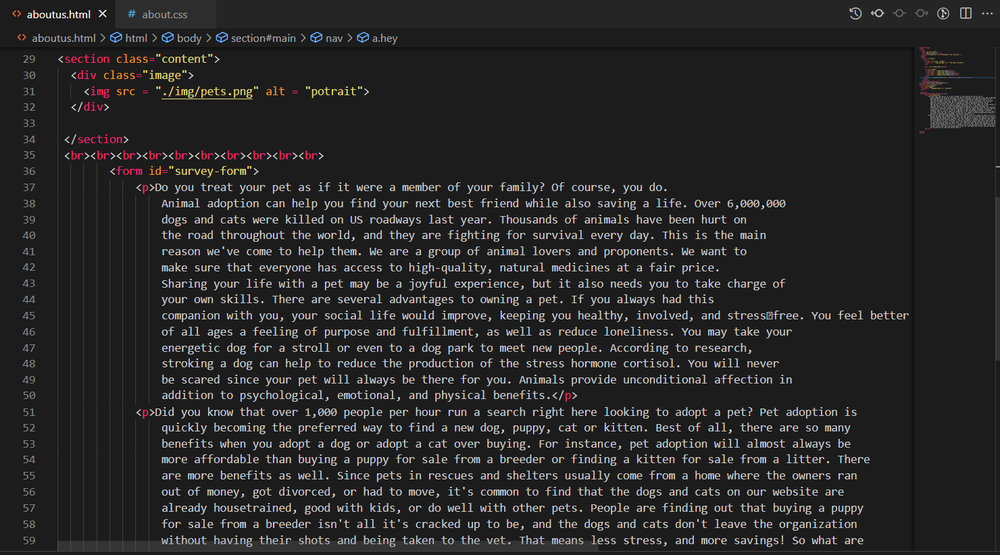 aboutus.html
# about.css
aboutus.html > html > body > section#main > nav > a.hey
29 <section class="content">
30 <div class="image">
31 <img src = "./img/pets.png" alt = "potrait">
32 </div>
33
34 </section>
35 <br><br><br><br><br><br><br><br><br><br>
36 <form id="survey-form">
37 <p>Do you treat your pet as if it were a member of your family? Of course, you do.
38 Animal adoption can help you find your next best friend while also saving a life. Over 6,000,000
39 dogs and cats were killed on US roadways last year. Thousands of animals have been hurt on
40 the road throughout the world, and they are fighting for survival every day. This is the main
41 reason we've come to help them. We are a group of animal lovers and proponents. We want to
42 make sure that everyone has access to high-quality, natural medicines at a fair price.
43 Sharing your life with a pet may be a joyful experience, but it also needs you to take charge of
44 your own skills. There are several advantages to owning a pet. If you always had this
45 companion with you, your social life would improve, keeping you healthy, involved, and stress￾free. You feel better
46 of all ages a feeling of purpose and fulfillment, as well as reduce loneliness. You may take your
47 energetic dog for a stroll or even to a dog park to meet new people. According to research,
48 stroking a dog can help to reduce the production of the stress hormone cortisol. You will never
49 be scared since your pet will always be there for you. Animals provide unconditional affection in
50 addition to psychological, emotional, and physical benefits.</p>
51 <p>Did you know that over 1,000 people per hour run a search right here looking to adopt a pet? Pet adoption is
52 quickly becoming the preferred way to find a new dog, puppy, cat or kitten. Best of all, there are so many
53 benefits when you adopt a dog or adopt a cat over buying. For instance, pet adoption will almost always be
54 more affordable than buying a puppy for sale from a breeder or finding a kitten for sale from a litter. There
55 are more benefits as well. Since pets in rescues and shelters usually come from a home where the owners ran
56 out of money, got divorced, or had to move, it's common to find that the dogs and cats on our website are
57 already housetrained, good with kids, or do well with other pets. People are finding out that buying a puppy
58 for sale from a breeder isn't all it's cracked up to be, and the dogs and cats don't leave the organization
59 without having their shots and being taken to the vet. That means less stress, and more savings! So what are